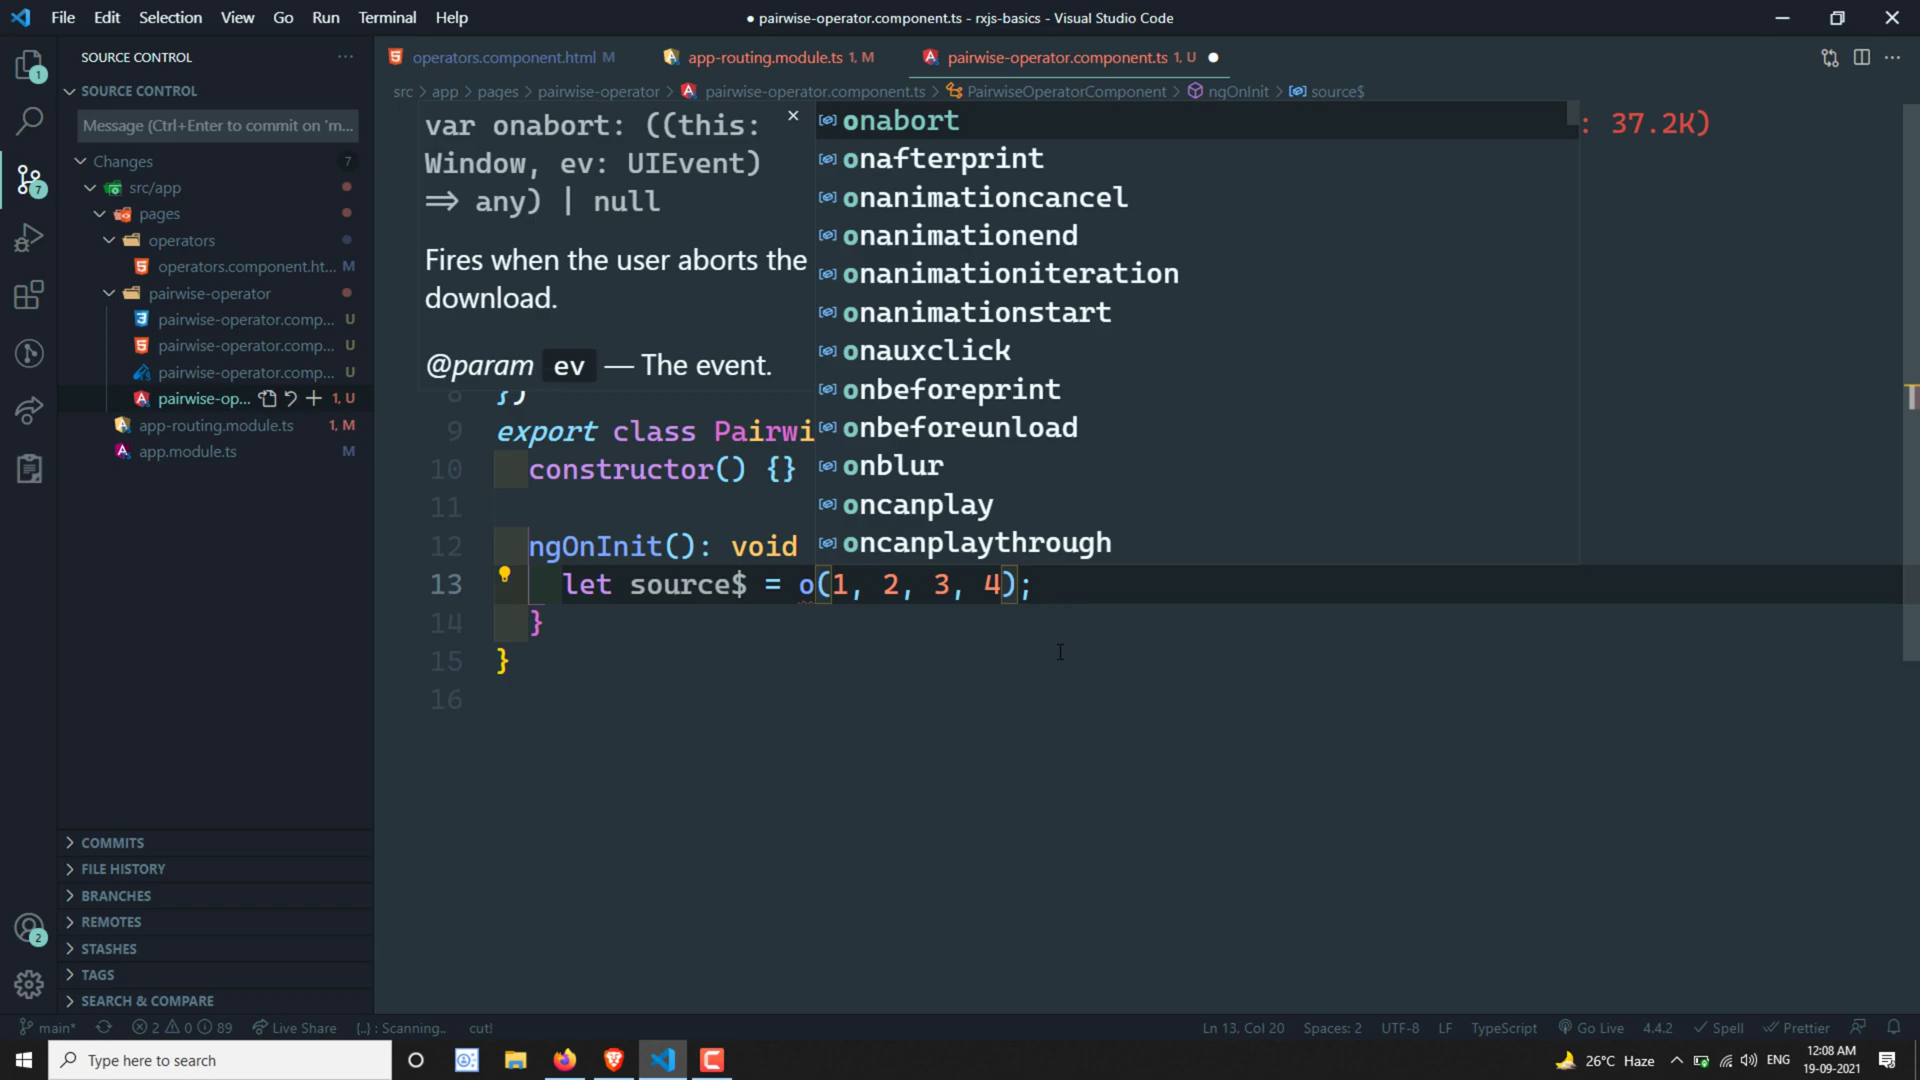 File Edit Selection View Go Run Terminal Help
● pairwise-operator.component.ts - rxjs-basics - Visual Studio Code
SOURCE CONTROL ...
operators.component.html M
app-routing.module.ts 1, M
pairwise-operator.component.ts 1, U
SOURCE CONTROL
src > app > pages > pairwise-operator > pairwise-operator.component.ts > PairwiseOperatorComponent > ngOnInit > source$
Message (Ctrl+Enter to commit on 'm...
Changes 7
src/app
pages
operators
operators.component.ht... M
pairwise-operator
pairwise-operator.comp... U
pairwise-operator.comp... U
pairwise-operator.comp... U
pairwise-op... 1, U
app-routing.module.ts 1, M
app.module.ts M
COMMITS
FILE HISTORY
BRANCHES
REMOTES
STASHES
TAGS
SEARCH & COMPARE
1
7
2
var onabort: ((this:
Window, ev: UIEvent)
=> any) | null
Fires when the user aborts the
download.
@param ev — The event.
onabort
onafterprint
onanimationcancel
onanimationend
onanimationiteration
onanimationstart
onauxclick
onbeforeprint
onbeforeunload
onblur
oncanplay
oncanplaythrough
: 37.2K)
8 })
9 export class Pairwi
10 constructor() {}
11
12 ngOnInit(): void
13 let source$ = o(1, 2, 3, 4);
14 }
15 }
16
main* 2 0 89 Live Share {..} : Scanning.. cut!
Ln 13, Col 20 Spaces: 2 UTF-8 LF TypeScript Go Live 4.4.2 Spell Prettier
Type here to search
26°C Haze ENG 12:08 AM
19-09-2021